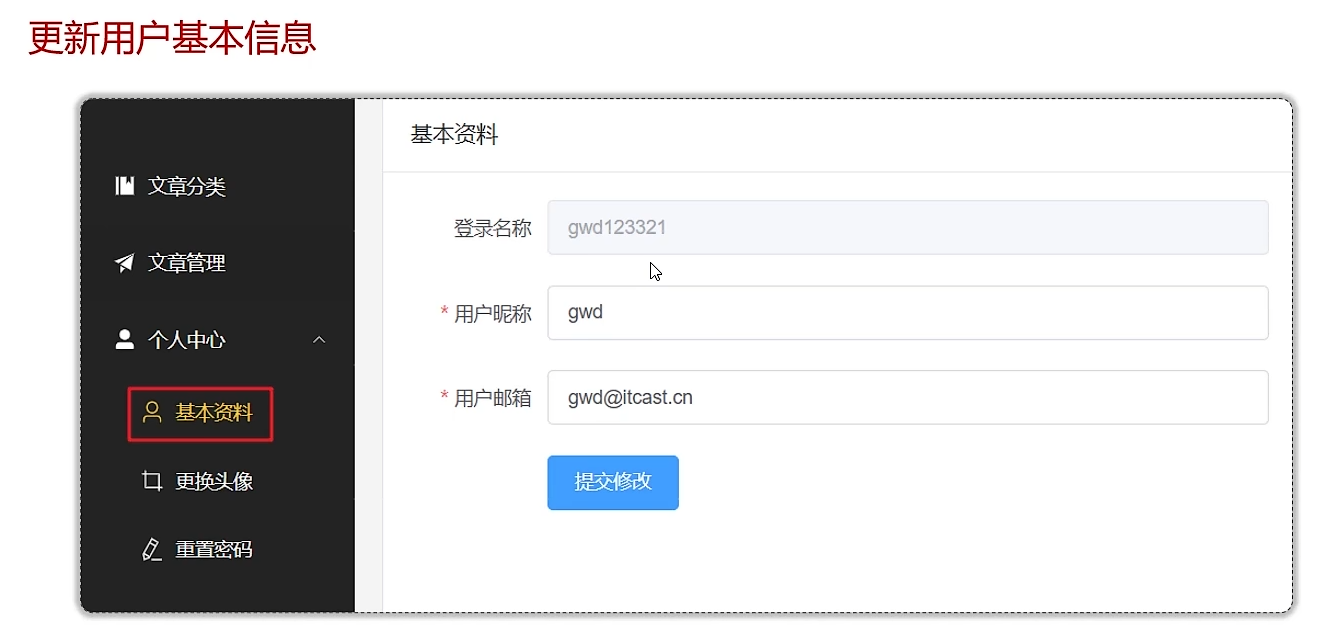 更新用户基本信息
文章分类
文章管理
个人中心
基本资料
更换头像
重置密码
基本资料
登录名称 gwd123321
* 用户昵称 gwd
* 用户邮箱 gwd@itcast.cn
提交修改